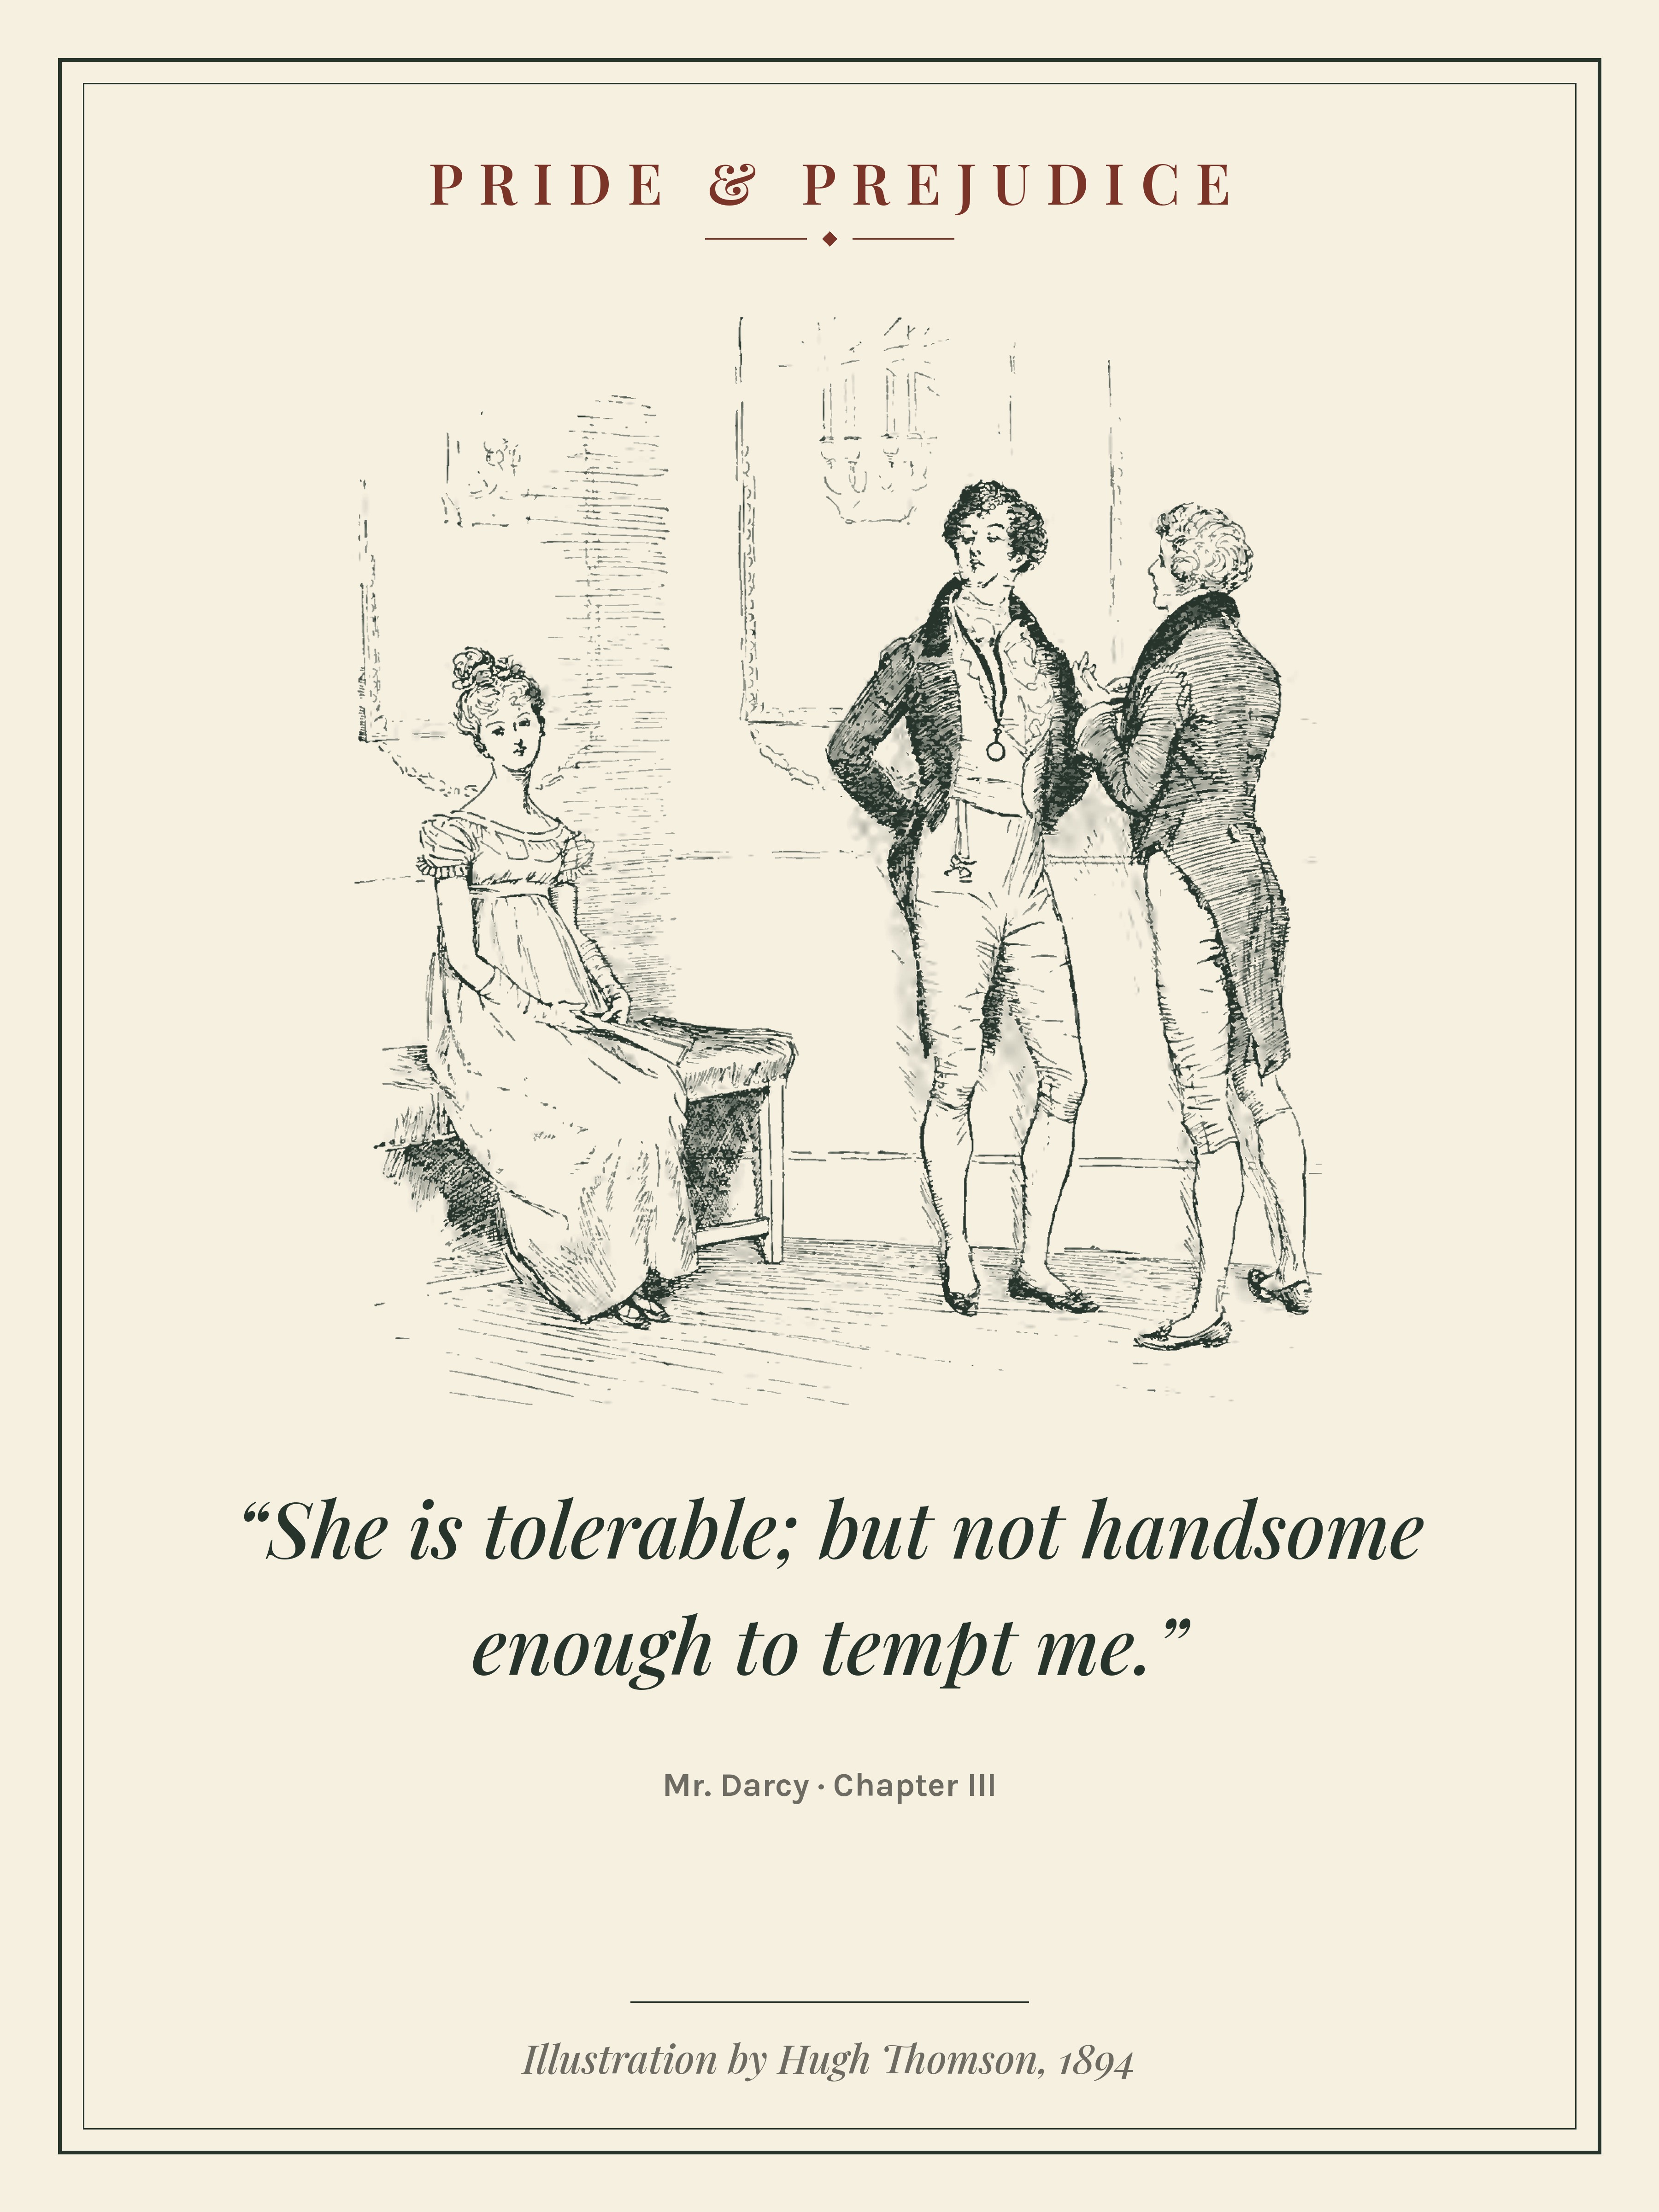 PRIDE & PREJUDICE
“She is tolerable; but not handsome
enough to tempt me.”
Mr. Darcy · Chapter III
Illustration by Hugh Thomson, 1894